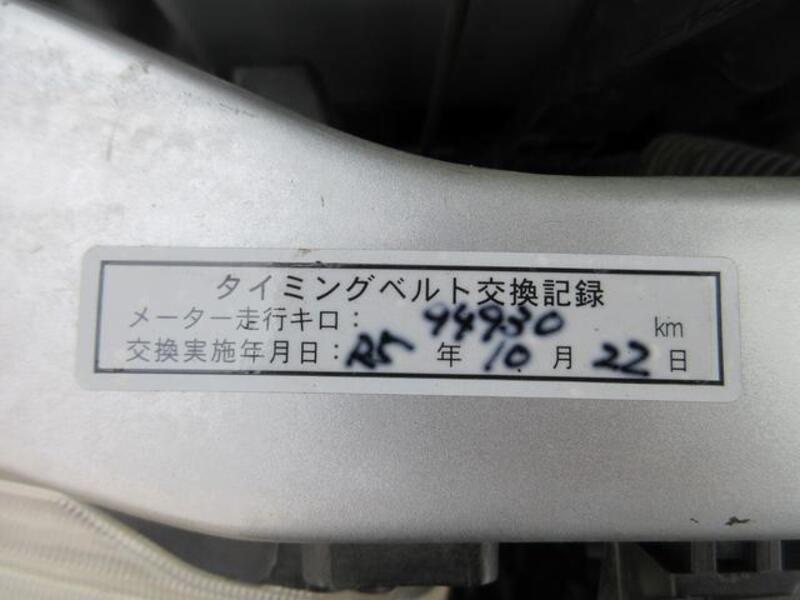 タイミングベルト交換記録
メーター走行キロ： 94930 km
交換実施年月日：R5 年 10 月 22 日